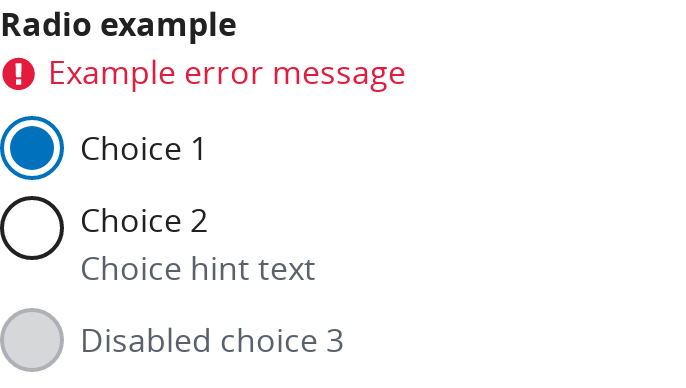 Radio example
Example error message
Choice 1
Choice 2
Choice hint text
Disabled choice 3